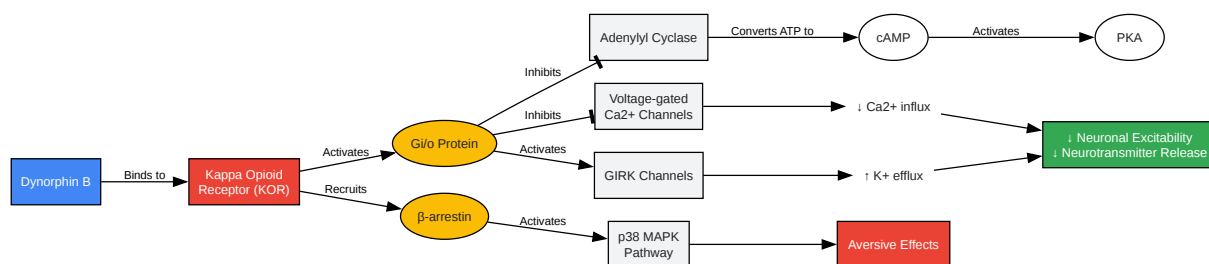 Dynorphin B
Binds to
Kappa Opioid
Receptor (KOR)
Activates
Recruits
Gi/o Protein
β-arrestin
Inhibits
Inhibits
Activates
Activates
Adenylyl Cyclase
Voltage-gated
Ca2+ Channels
GIRK Channels
p38 MAPK
Pathway
Converts ATP to
cAMP
Activates
PKA
↓ Ca2+ influx
↑ K+ efflux
↓ Neuronal Excitability
↓ Neurotransmitter Release
Aversive Effects